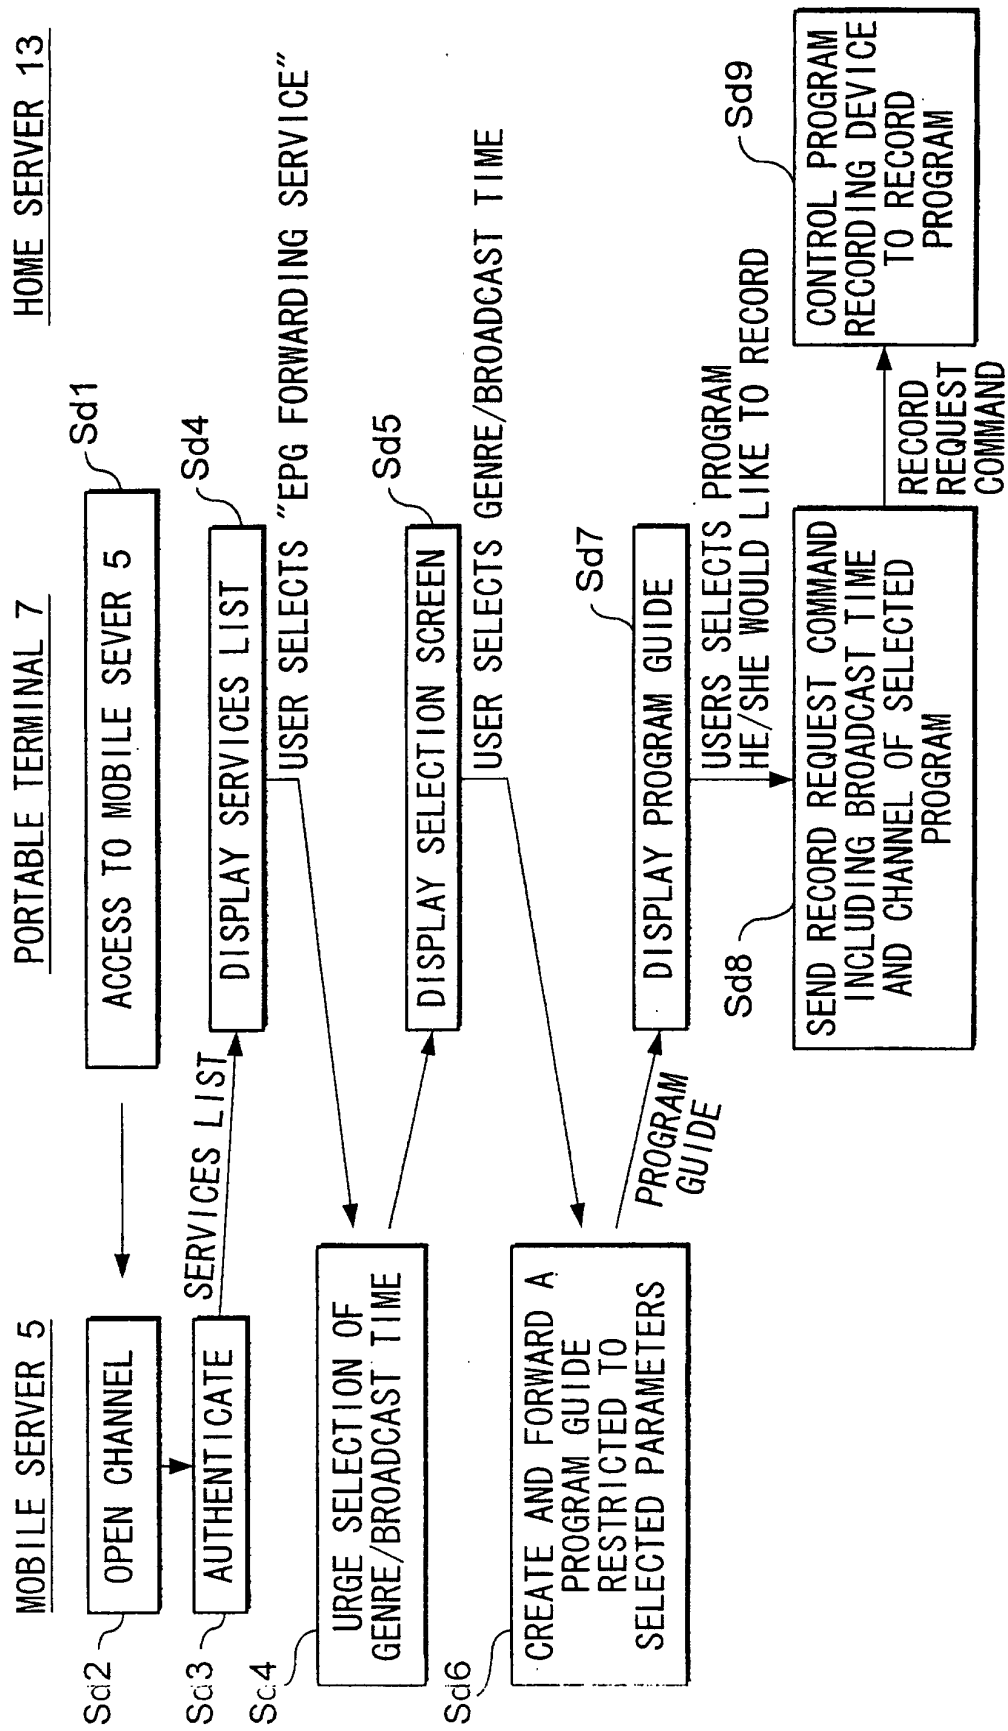 MOBILE SERVER 5
PORTABLE TERMINAL 7
HOME SERVER 13
Sd1
ACCESS TO MOBILE SEVER 5
Sd2
OPEN CHANNEL
Sd3
AUTHENTICATE
SERVICES LIST
Sd4
DISPLAY SERVICES LIST
USER SELECTS "EPG FORWARDING SERVICE"
Sd4
URGE SELECTION OF
GENRE/BROADCAST TIME
Sd5
DISPLAY SELECTION SCREEN
USER SELECTS GENRE/BROADCAST TIME
Sd6
CREATE AND FORWARD A
PROGRAM GUIDE
RESTRICTED TO
SELECTED PARAMETERS
PROGRAM
GUIDE
Sd7
DISPLAY PROGRAM GUIDE
USERS SELECTS PROGRAM
HE/SHE WOULD LIKE TO RECORD
Sd8
SEND RECORD REQUEST COMMAND
INCLUDING BROADCAST TIME
AND CHANNEL OF SELECTED
PROGRAM
RECORD
REQUEST
COMMAND
Sd9
CONTROL PROGRAM
RECORDING DEVICE
TO RECORD
PROGRAM